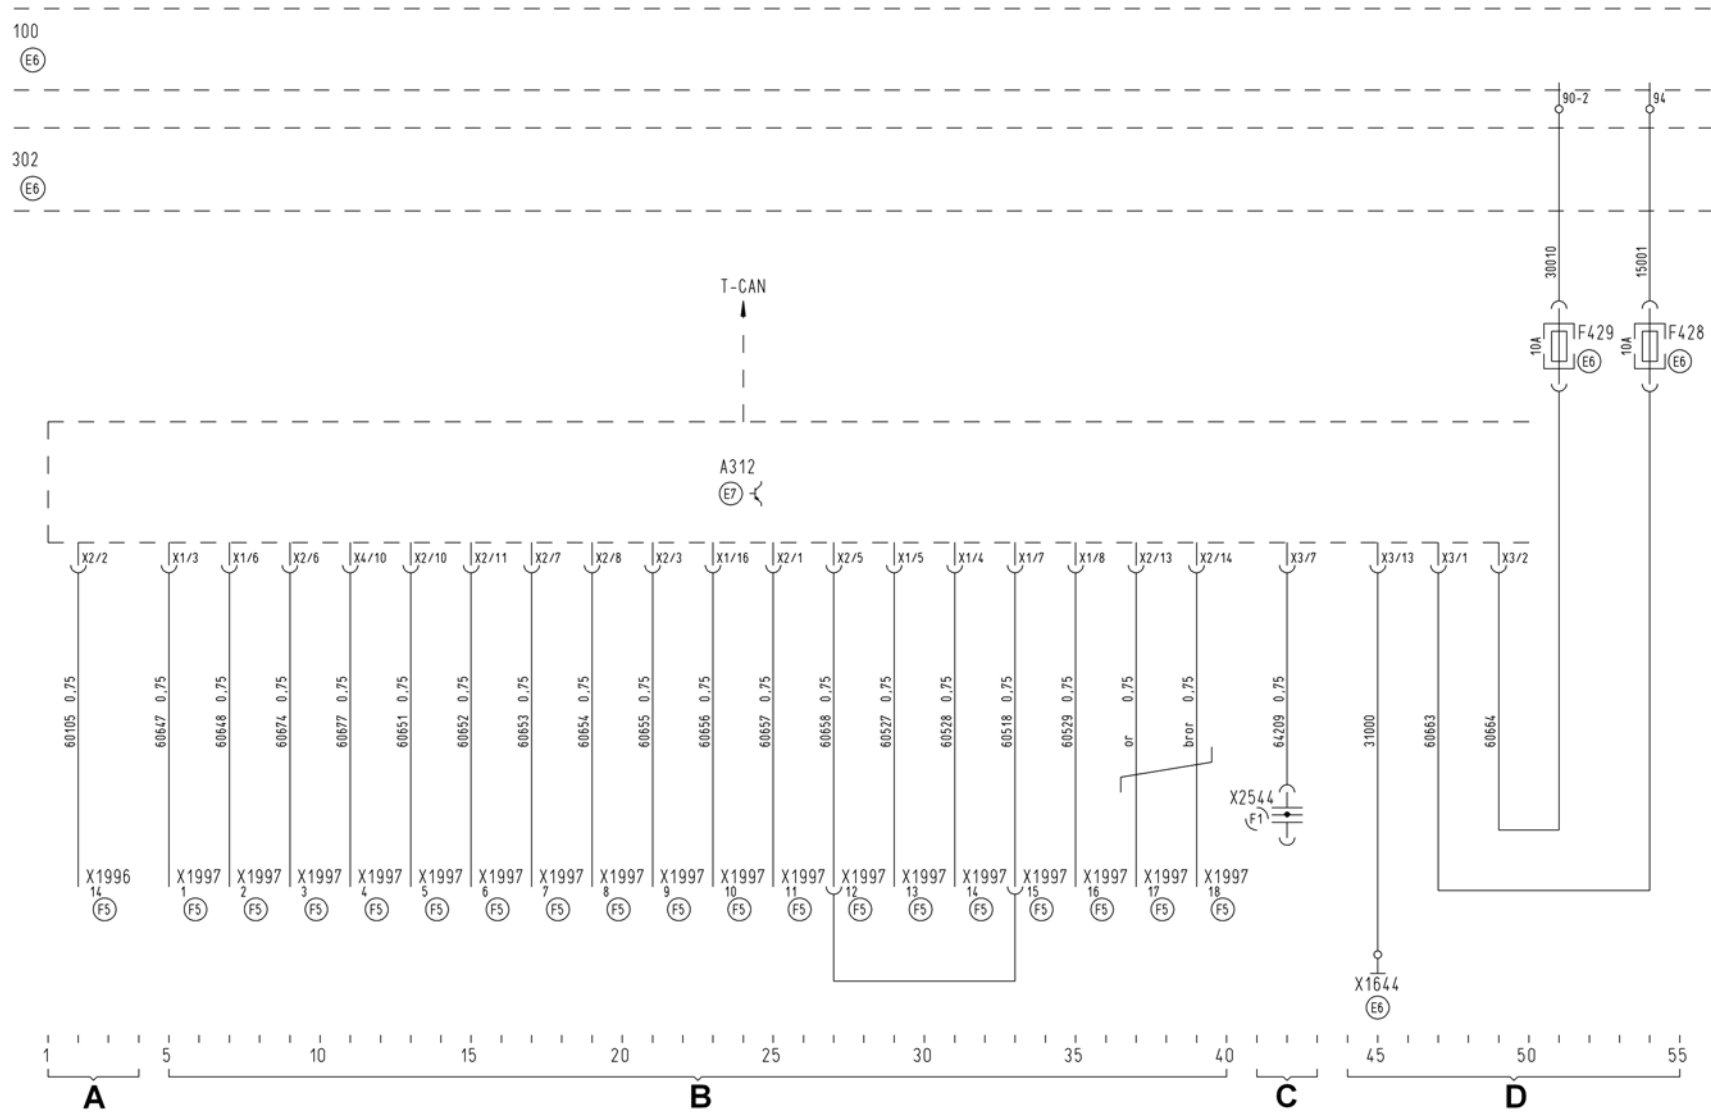 100
E6
90-2
94
302
E6
30010
15001
T-CAN
10A
F429
E6
10A
F428
E6
A312
E7
X2/2
X1/3
X1/6
X2/6
X4/10
X2/10
X2/11
X2/7
X2/8
X2/3
X1/16
X2/1
X2/5
X1/5
X1/4
X1/7
X1/8
X2/13
X2/14
X3/7
X3/13
X3/1
X3/2
60105 0,75
60647 0,75
60648 0,75
60674 0,75
60677 0,75
60651 0,75
60652 0,75
60653 0,75
60654 0,75
60655 0,75
60656 0,75
60657 0,75
60658 0,75
60527 0,75
60528 0,75
60518 0,75
60529 0,75
or 0,75
bror 0,75
64209 0,75
31000
60663
60664
X2544
F1
X1996
14
F5
X1997
1
F5
X1997
2
F5
X1997
3
F5
X1997
4
F5
X1997
5
F5
X1997
6
F5
X1997
7
F5
X1997
8
F5
X1997
9
F5
X1997
10
F5
X1997
11
F5
X1997
12
F5
X1997
13
F5
X1997
14
F5
X1997
15
F5
X1997
16
F5
X1997
17
F5
X1997
18
F5
X1644
E6
1 5 10 15 20 25 30 35 40 45 50 55
A B C D